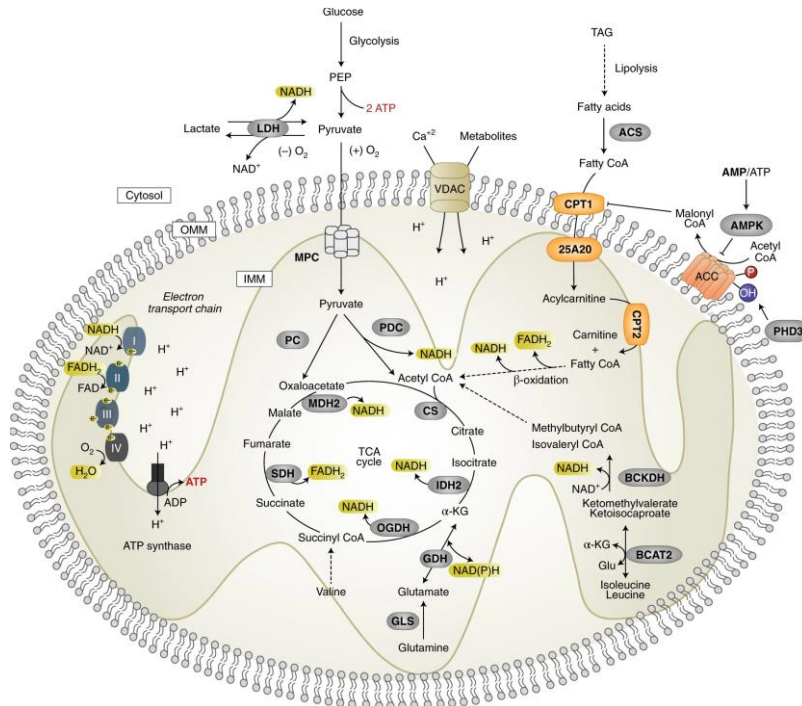 Glucose
Glycolysis
PEP
NADH
2 ATP
Lactate
LDH
Pyruvate
NAD⁺
(–) O₂
(+) O₂
TAG
Lipolysis
Fatty acids
ACS
Fatty CoA
Ca⁺²
Metabolites
VDAC
H⁺
H⁺
H⁺
Cytosol
OMM
IMM
MPC
CPT1
25A20
AMP/ATP
AMPK
Malonyl
CoA
Acetyl
CoA
ACC
P
OH
PHD3
Acylcarnitine
CPT2
Carnitine
+
Fatty CoA
β-oxidation
NADH
FADH₂
Electron
transport chain
NADH
NAD⁺
I
e⁻
FADH₂
FAD
II
e⁻
e⁻
III
e⁻
e⁻
O₂
IV
H₂O
H⁺
H⁺
H⁺
H⁺
H⁺
H⁺
H⁺
ATP
ADP
H⁺
ATP synthase
Pyruvate
PC
PDC
NADH
Oxaloacetate
Acetyl CoA
MDH2
NADH
CS
Malate
Citrate
Fumarate
TCA
cycle
Isocitrate
SDH
FADH₂
NADH
IDH2
Succinate
NADH
OGDH
α-KG
Succinyl CoA
GDH
NAD(P)H
Valine
Glutamate
GLS
Glutamine
Methylbutyryl CoA
Isovaleryl CoA
NADH
NAD⁺
BCKDH
Ketomethylvalerate
Ketoisocaproate
α-KG
Glu
BCAT2
Isoleucine
Leucine